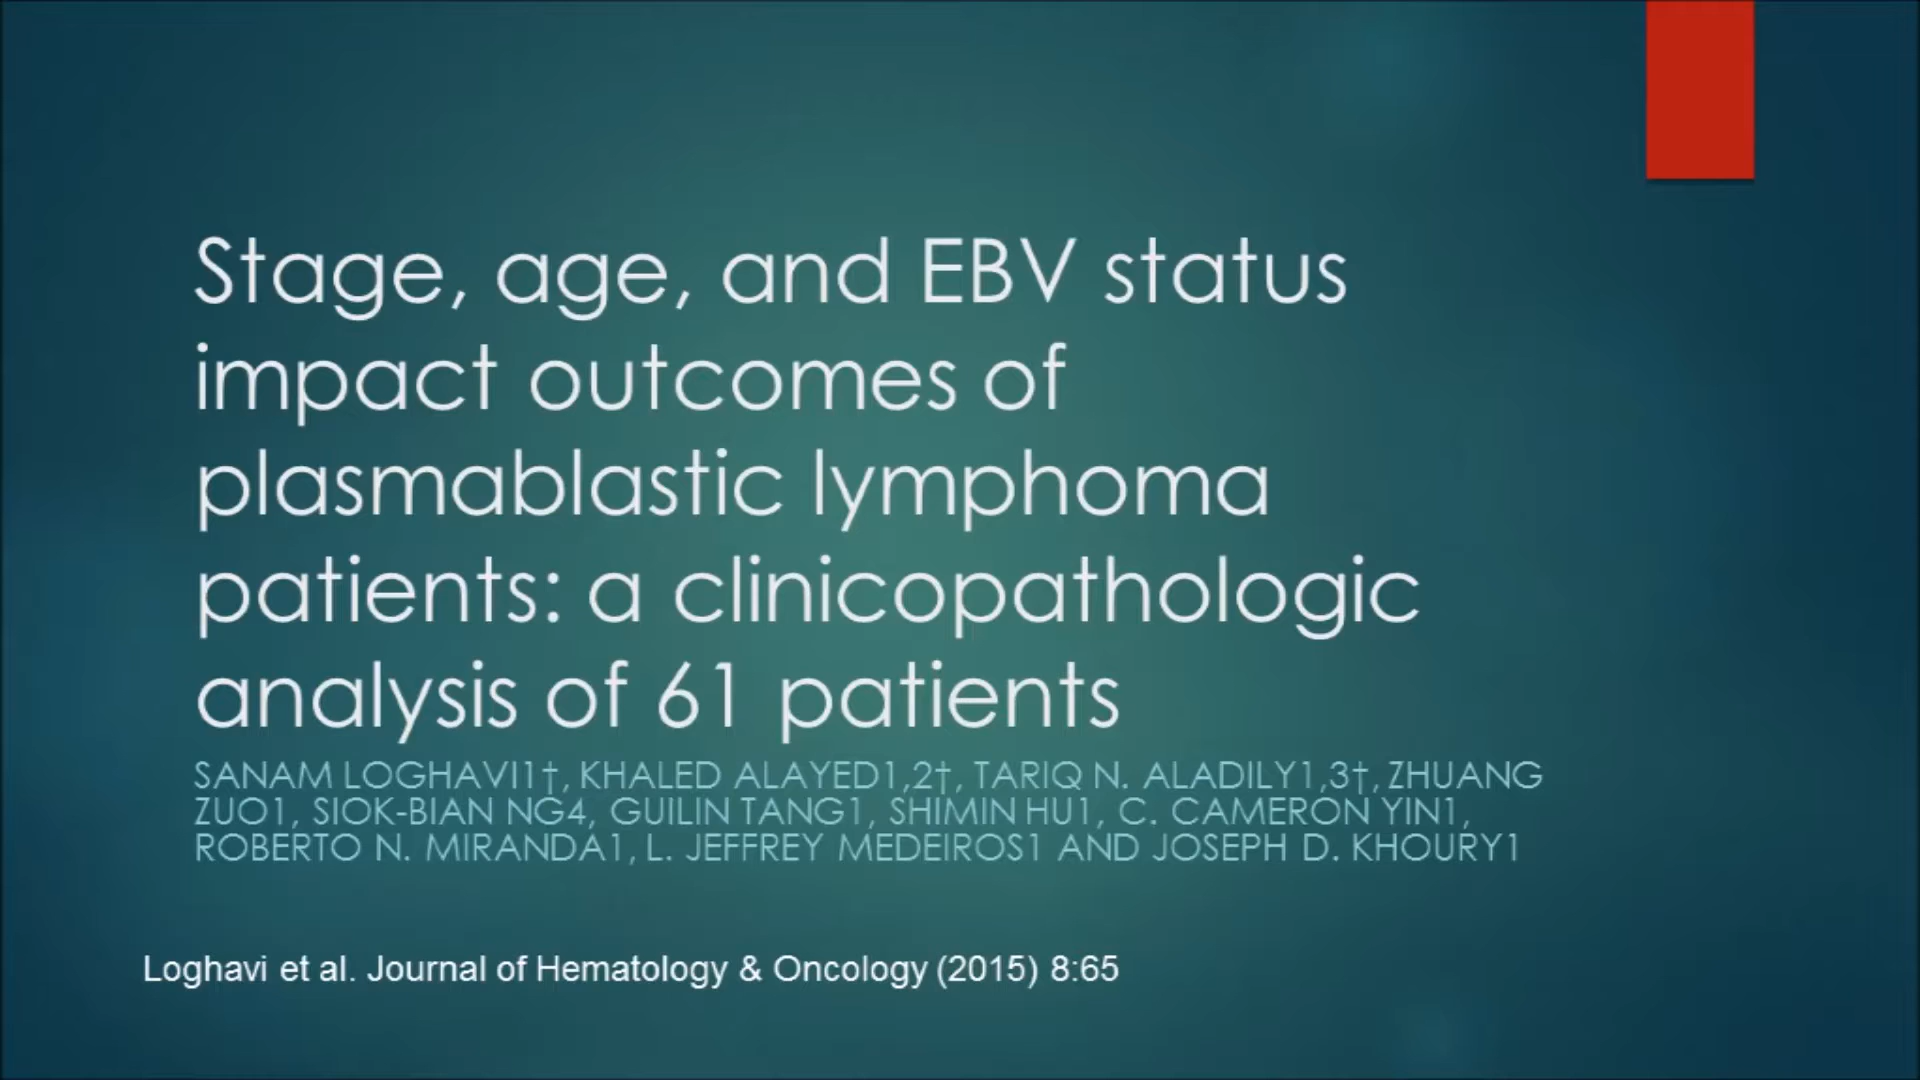 Stage, age, and EBV status
impact outcomes of
plasmablastic lymphoma
patients: a clinicopathologic
analysis of 61 patients
SANAM LOGHAVI1†, KHALED ALAYED1,2†, TARIQ N. ALADILY1,3†, ZHUANG
ZUO1, SIOK-BIAN NG4, GUILIN TANG1, SHIMIN HU1, C. CAMERON YIN1,
ROBERTO N. MIRANDA1, L. JEFFREY MEDEIROS1 AND JOSEPH D. KHOURY1
Loghavi et al. Journal of Hematology & Oncology (2015) 8:65